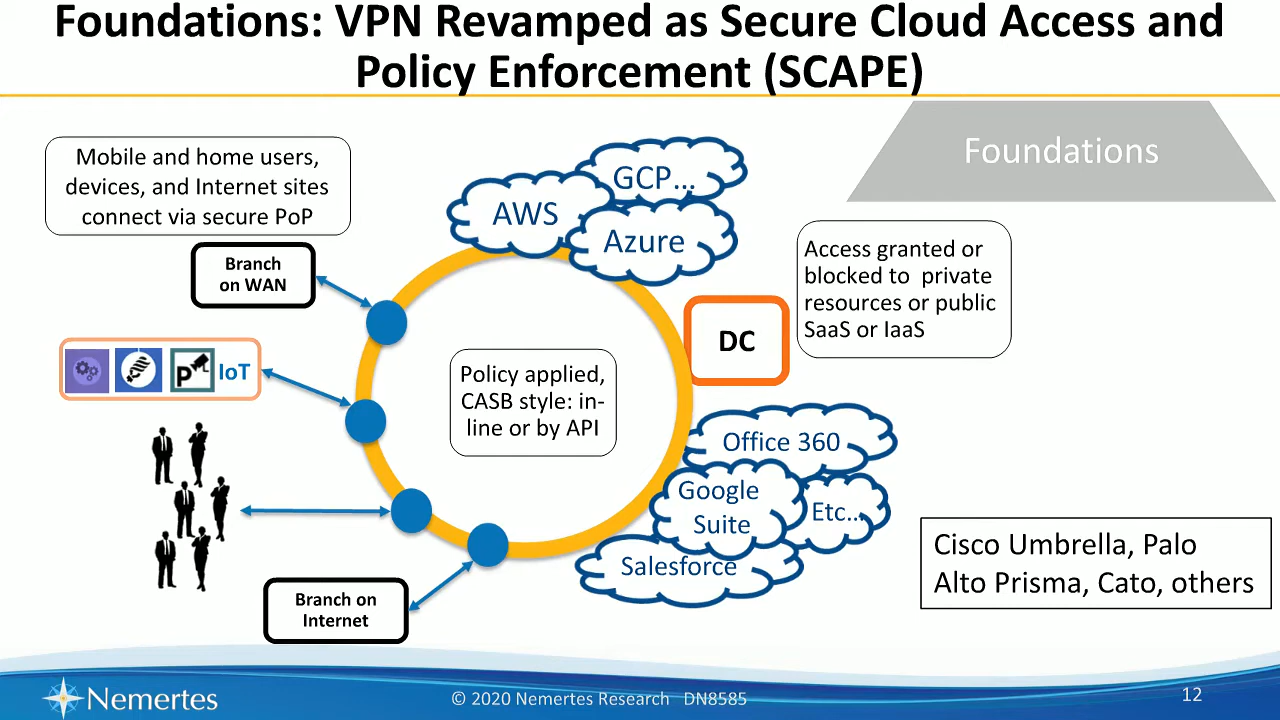 Foundations: VPN Revamped as Secure Cloud Access and
Policy Enforcement (SCAPE)
Foundations
Mobile and home users,
devices, and Internet sites
connect via secure PoP
GCP...
AWS
Azure
Access granted or
blocked to private
resources or public
SaaS or IaaS
Branch
on WAN
DC
IoT
Policy applied,
CASB style: in-
line or by API
Office 360
Google
Suite
Etc...
Salesforce
Cisco Umbrella, Palo
Alto Prisma, Cato, others
Branch on
Internet
Nemertes
© 2020 Nemertes Research DN8585
12